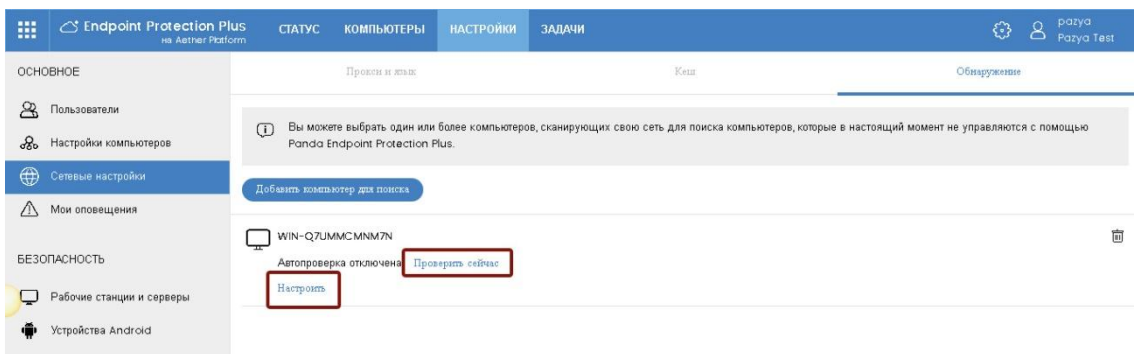 Endpoint Protection Plus
на Aether Platform
СТАТУС
КОМПЬЮТЕРЫ
НАСТРОЙКИ
ЗАДАЧИ
pazya
Pazya Test
ОСНОВНОЕ
Пользователи
Настройки компьютеров
Сетевые настройки
Мои оповещения
БЕЗОПАСНОСТЬ
Рабочие станции и серверы
Устройства Android
Прокси и язык
Кеш
Обнаружение
Вы можете выбрать один или более компьютеров, сканирующих свою сеть для поиска компьютеров, которые в настоящий момент не управляются с помощью
Panda Endpoint Protection Plus.
Добавить компьютер для поиска
WIN-Q7UMMCMNM7N
Автопроверка отключена Проверить сейчас
Настроить